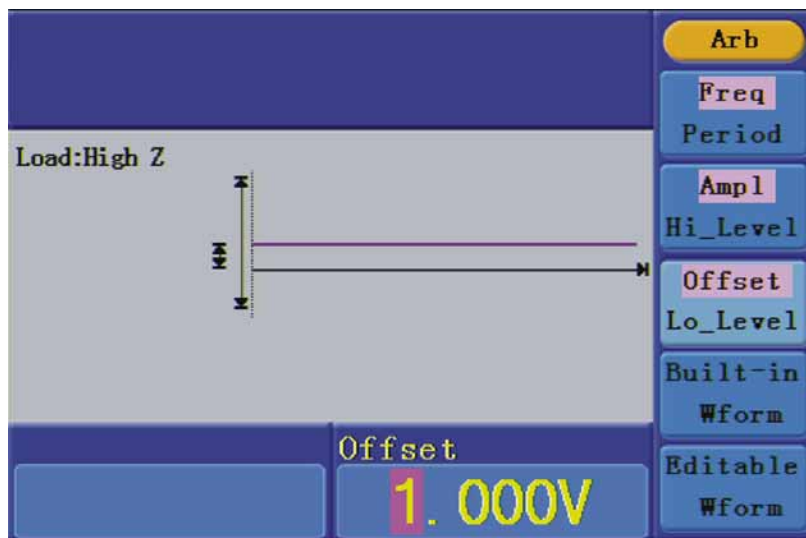 Arb
Freq
Period
Load:High Z
Ampl
Hi_Level
Offset
Lo_Level
Built-in
Wform
Offset
1.000V
Editable
Wform